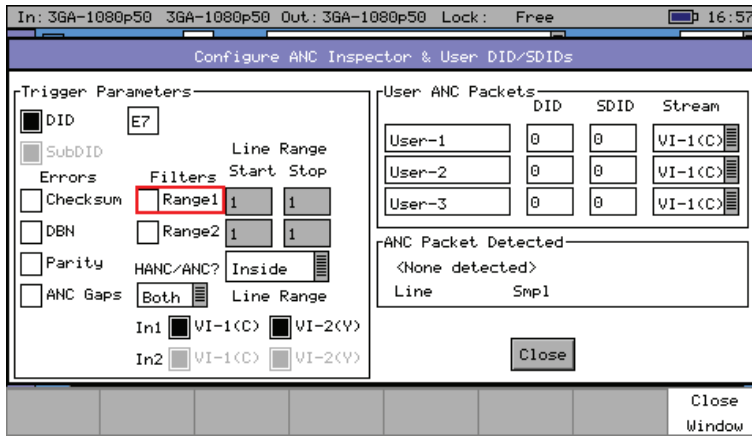 In: 3GA-1080p50 3GA-1080p50 Out: 3GA-1080p50 Lock: Free 16:57
Configure ANC Inspector & User DID/SDIDs
Trigger Parameters
DID E7
SubDID Line Range
Errors Filters Start Stop
Checksum Range1 1 1
DBN Range2 1 1
Parity HANC/ANC? Inside
ANC Gaps Both Line Range
In1 VI-1(C) VI-2(Y)
In2 VI-1(C) VI-2(Y)
User ANC Packets
DID SDID Stream
User-1 0 0 VI-1(C)
User-2 0 0 VI-1(C)
User-3 0 0 VI-1(C)
ANC Packet Detected
<None detected>
Line Smpl
Close
Close
Window